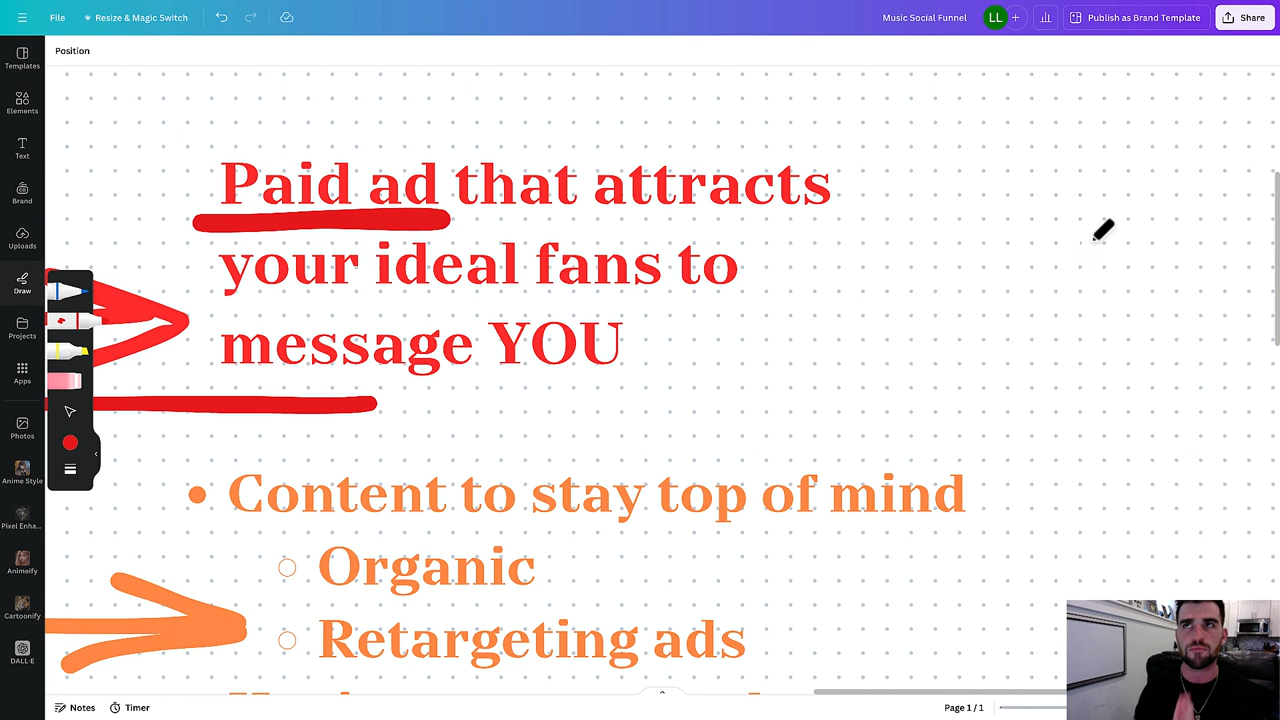 File
Resize & Magic Switch
Music Social Funnel
LL
Publish as Brand Template
Share
Position
Templates
Elements
Text
Brand
Uploads
Draw
Projects
Apps
Photos
Anime Style
Pixel Enha...
Animeify
Cartoonify
DALL·E
Paid ad that attracts
your ideal fans to
message YOU
• Content to stay top of mind
○ Organic
○ Retargeting ads
Notes
Timer
Page 1 / 1